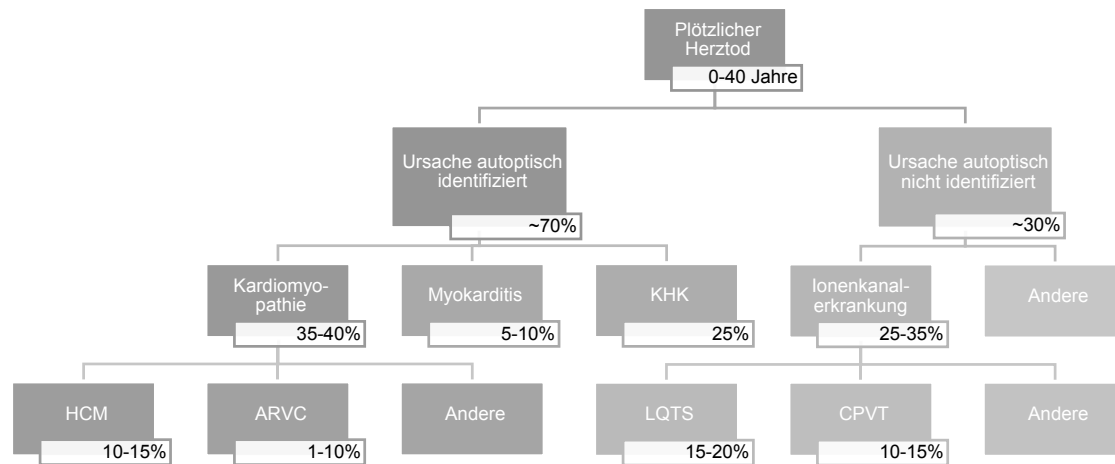 Plötzlicher
Herztod
0-40 Jahre
Ursache autoptisch
identifiziert
~70%
Ursache autoptisch
nicht identifiziert
~30%
Kardiomyo-
pathie
35-40%
Myokarditis
5-10%
KHK
25%
Ionenkanal-
erkrankung
25-35%
Andere
HCM
10-15%
ARVC
1-10%
Andere
LQTS
15-20%
CPVT
10-15%
Andere